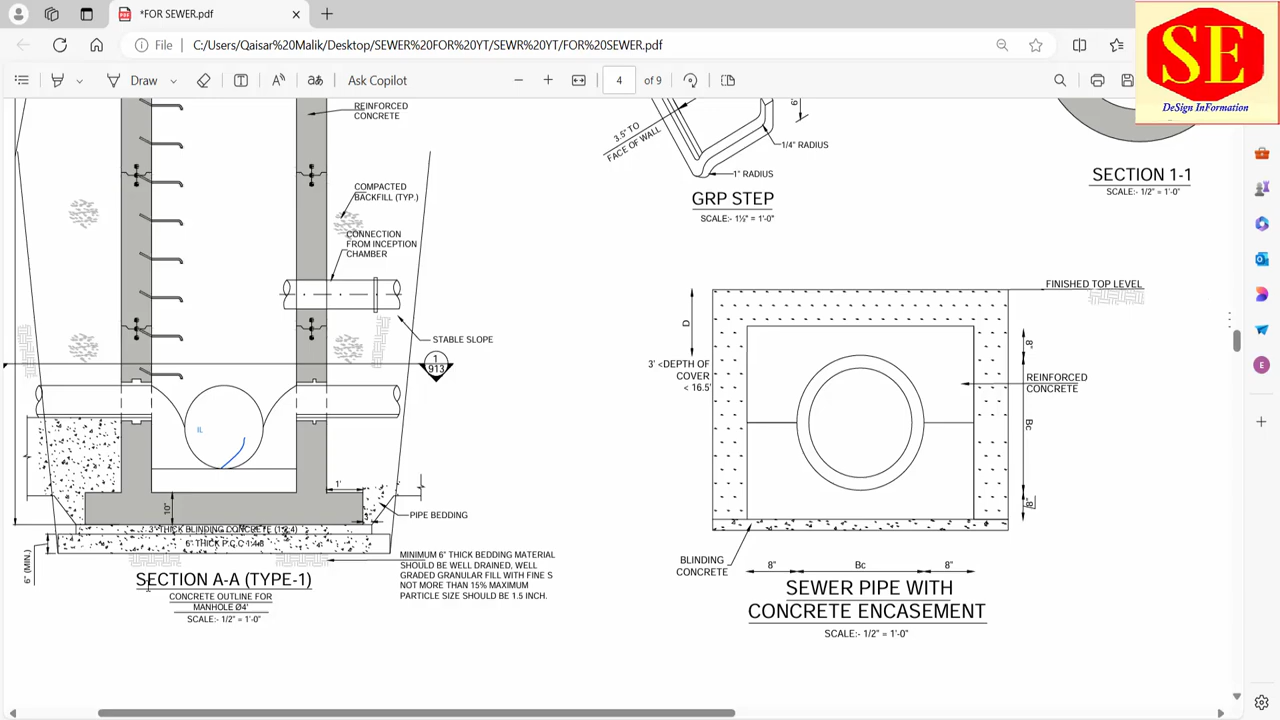 *FOR SEWER.pdf
File
C:/Users/Qaisar%20Malik/Desktop/SEWER%20FOR%20YT/SEWR%20YT/FOR%20SEWER.pdf
Draw
Ask Copilot
4
of 9
SE
DeSign InFormation
REINFORCED
CONCRETE
COMPACTED
BACKFILL (TYP.)
CONNECTION
FROM INCEPTION
CHAMBER
STABLE SLOPE
1
913
IL
1'
10"
3"
PIPE BEDDING
3" THICK BLINDING CONCRETE (1:2:4)
6" THICK P.C.C 1:4:8
6" (MIN.)
MINIMUM 6" THICK BEDDING MATERIAL
SHOULD BE WELL DRAINED, WELL
GRADED GRANULAR FILL WITH FINE S
NOT MORE THAN 15% MAXIMUM
PARTICLE SIZE SHOULD BE 1.5 INCH.
SECTION A-A (TYPE-1)
CONCRETE OUTLINE FOR
MANHOLE Ø4'
SCALE:- 1/2" = 1'-0"
3.5" TO
FACE OF WALL
1/4" RADIUS
1" RADIUS
GRP STEP
SCALE:- 1½" = 1'-0"
SECTION 1-1
SCALE:- 1/2" = 1'-0"
FINISHED TOP LEVEL
D
3' <DEPTH OF
COVER
< 16.5'
8"
REINFORCED
CONCRETE
Bc
8"
BLINDING
CONCRETE
8"
Bc
8"
SEWER PIPE WITH
CONCRETE ENCASEMENT
SCALE:- 1/2" = 1'-0"